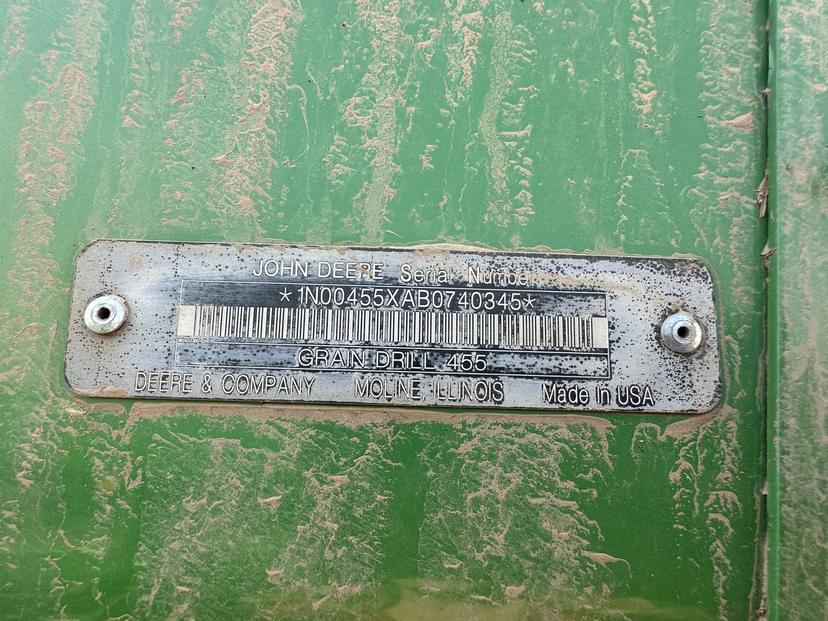 JOHN DEERE Serial Number
*1N00455XAB0740345*
GRAIN DRILL 455
DEERE & COMPANY MOLINE, ILLINOIS Made in USA